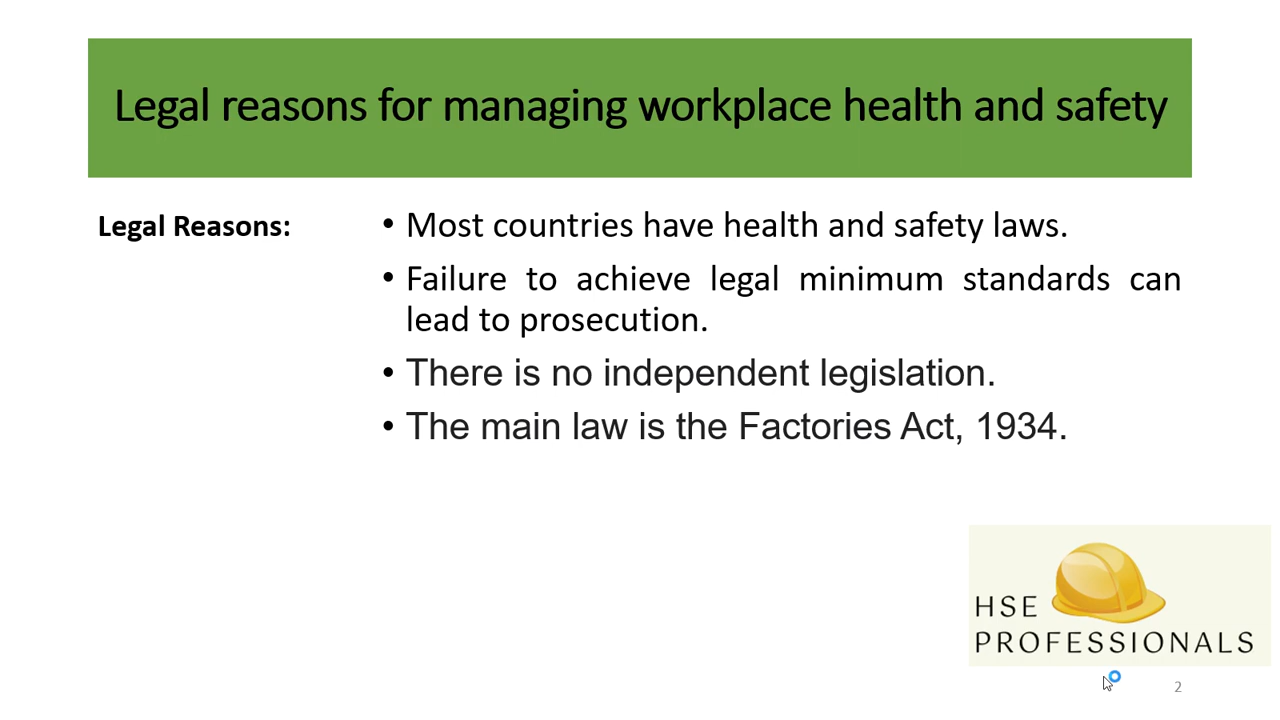 Legal reasons for managing workplace health and safety
Legal Reasons:
• Most countries have health and safety laws.
• Failure to achieve legal minimum standards can
lead to prosecution.
• There is no independent legislation.
• The main law is the Factories Act, 1934.
HSE
PROFESSIONALS
2